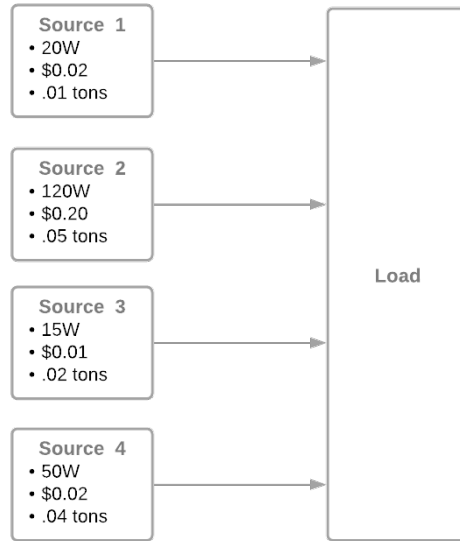 Source 1
• 20W
• $0.02
• .01 tons
Source 2
• 120W
• $0.20
• .05 tons
Source 3
• 15W
• $0.01
• .02 tons
Source 4
• 50W
• $0.02
• .04 tons
Load